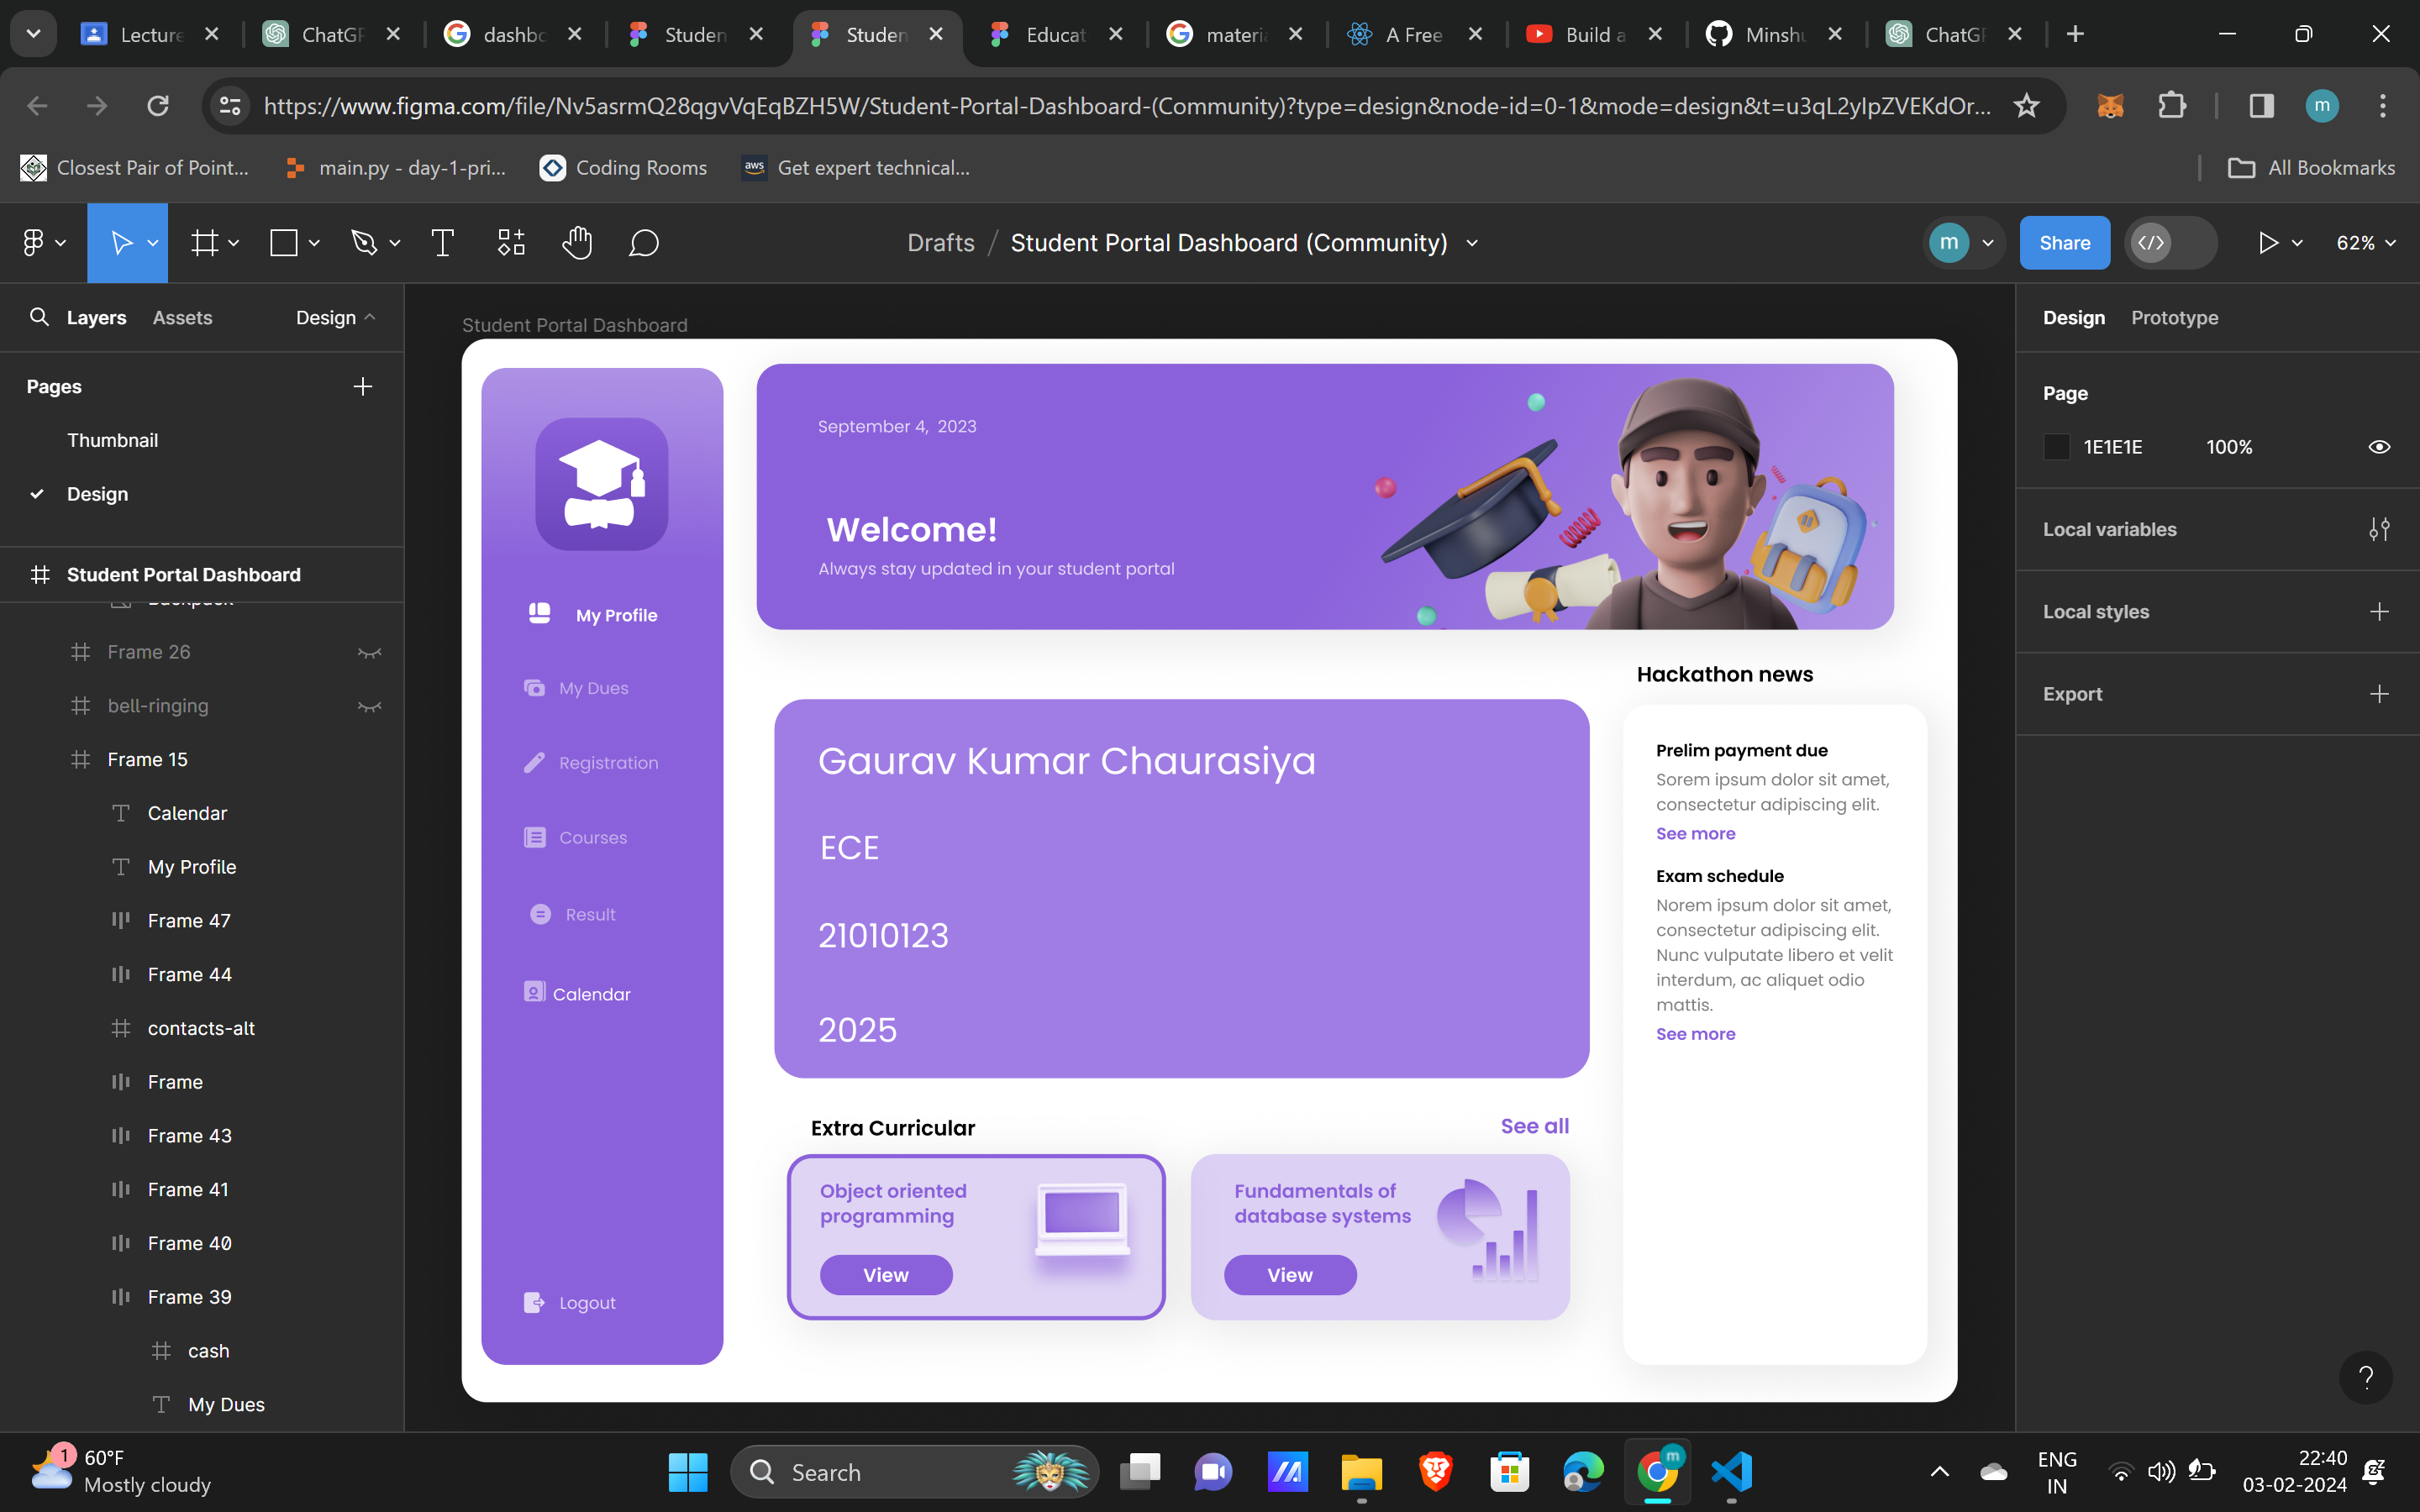 Lecture
ChatGP
dashbo
Studen
Studen
Educat
materia
A Free
Build a
Minshu
ChatGP
https://www.figma.com/file/Nv5asrmQ28qgvVqEqBZH5W/Student-Portal-Dashboard-(Community)?type=design&node-id=0-1&mode=design&t=u3qL2yIpZVEKdOr...
m
Closest Pair of Point...
main.py - day-1-pri...
Coding Rooms
aws
Get expert technical...
All Bookmarks
Drafts / Student Portal Dashboard (Community)
m
Share
62%
Layers
Assets
Design
Pages
Thumbnail
Design
Student Portal Dashboard
Backpack
Frame 26
bell-ringing
Frame 15
Calendar
My Profile
Frame 47
Frame 44
contacts-alt
Frame
Frame 43
Frame 41
Frame 40
Frame 39
cash
My Dues
Student Portal Dashboard
My Profile
My Dues
Registration
Courses
Result
Calendar
Logout
September 4, 2023
Welcome!
Always stay updated in your student portal
Gaurav Kumar Chaurasiya
ECE
21010123
2025
Extra Curricular
See all
Object oriented
programming
View
Fundamentals of
database systems
View
Hackathon news
Prelim payment due
Sorem ipsum dolor sit amet,
consectetur adipiscing elit.
See more
Exam schedule
Norem ipsum dolor sit amet,
consectetur adipiscing elit.
Nunc vulputate libero et velit
interdum, ac aliquet odio
mattis.
See more
Design
Prototype
Page
1E1E1E
100%
Local variables
Local styles
Export
?
1
60°F
Mostly cloudy
Search
m
ENG
IN
22:40
03-02-2024